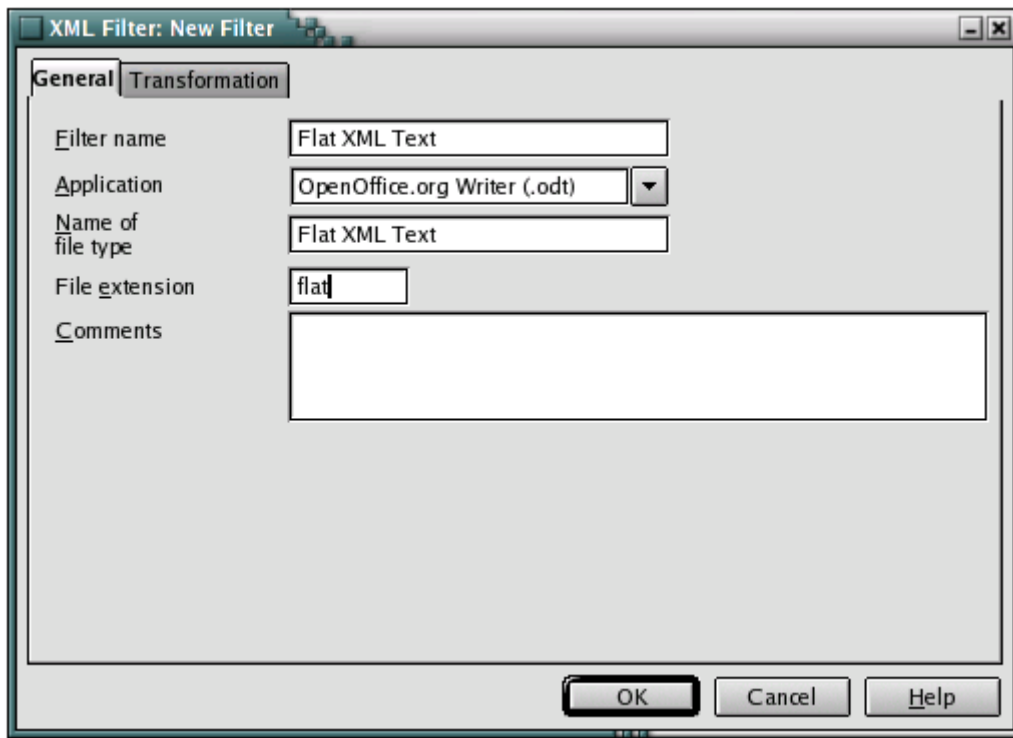 XML Filter: New Filter
General Transformation
Filter name Flat XML Text
Application OpenOffice.org Writer (.odt)
Name of
file type Flat XML Text
File extension flat
Comments
OK Cancel Help